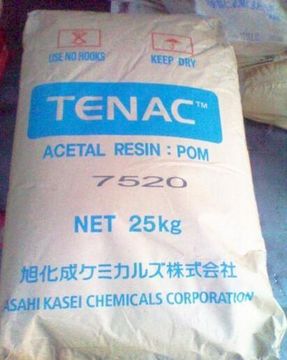 USE NO HOOKS
KEEP DRY
TENAC™
ACETAL RESIN : POM
7520
NET 25kg
旭化成ケミカルズ株式会社
ASAHI KASEI CHEMICALS CORPORATION